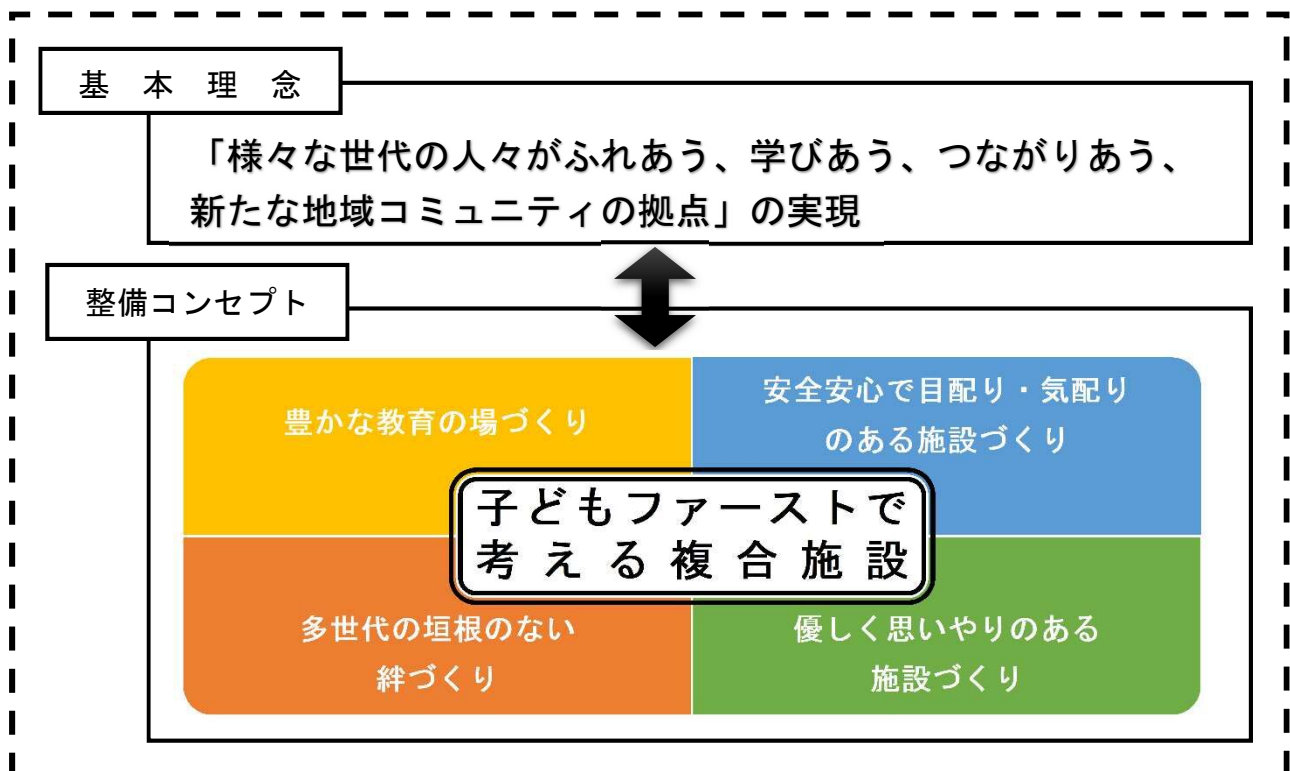 基本理念
「様々な世代の人々がふれあう、学びあう、つながりあう、
新たな地域コミュニティの拠点」の実現
整備コンセプト
豊かな教育の場づくり
安全安心で目配り・気配り
のある施設づくり
子どもファーストで
考える複合施設
多世代の垣根のない
絆づくり
優しく思いやりのある
施設づくり